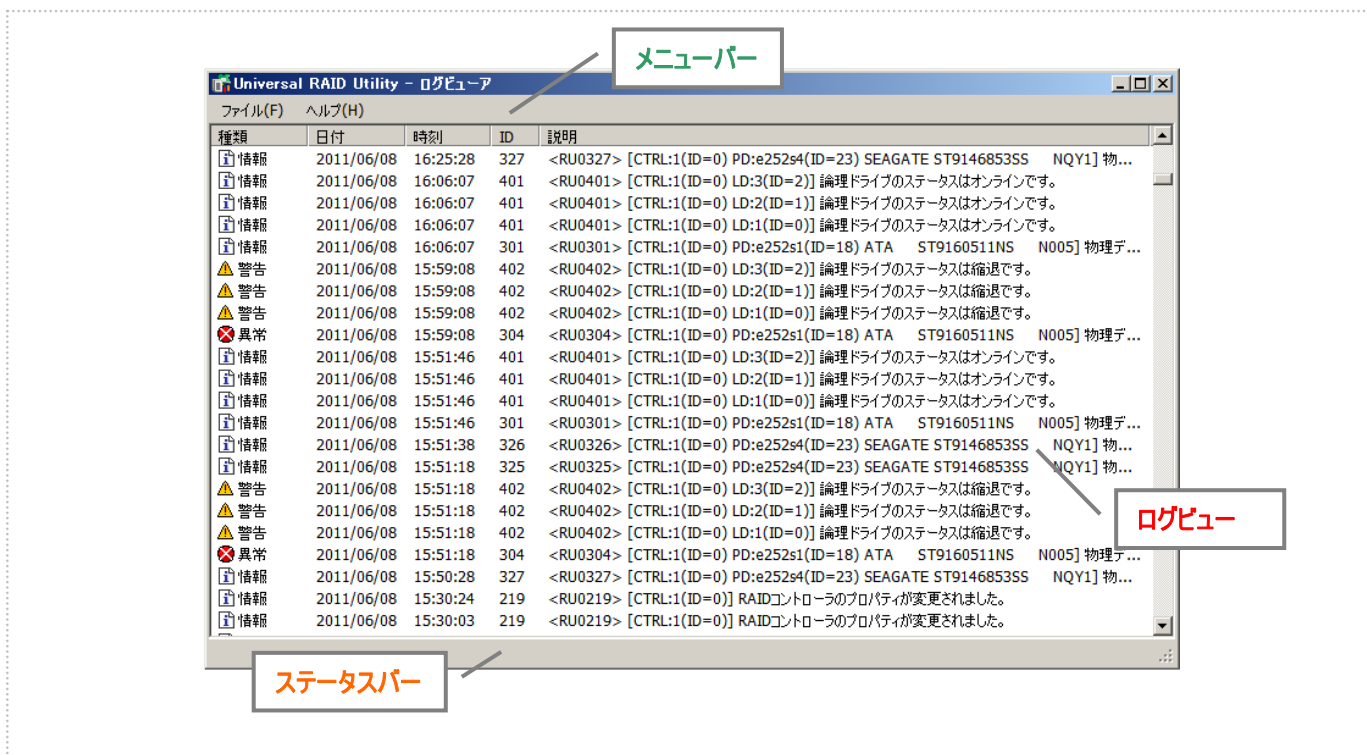 メニューバー
Universal RAID Utility - ログビューア
ファイル(F) ヘルプ(H)
種類 日付 時刻 ID 説明
情報 2011/06/08 16:25:28 327 <RU0327> [CTRL:1(ID=0) PD:e252s4(ID=23) SEAGATE ST9146853SS NQY1] 物...
情報 2011/06/08 16:06:07 401 <RU0401> [CTRL:1(ID=0) LD:3(ID=2)] 論理ドライブのステータスはオンラインです。
情報 2011/06/08 16:06:07 401 <RU0401> [CTRL:1(ID=0) LD:2(ID=1)] 論理ドライブのステータスはオンラインです。
情報 2011/06/08 16:06:07 401 <RU0401> [CTRL:1(ID=0) LD:1(ID=0)] 論理ドライブのステータスはオンラインです。
情報 2011/06/08 16:06:07 301 <RU0301> [CTRL:1(ID=0) PD:e252s1(ID=18) ATA ST9160511NS N005] 物理デ...
警告 2011/06/08 15:59:08 402 <RU0402> [CTRL:1(ID=0) LD:3(ID=2)] 論理ドライブのステータスは縮退です。
警告 2011/06/08 15:59:08 402 <RU0402> [CTRL:1(ID=0) LD:2(ID=1)] 論理ドライブのステータスは縮退です。
警告 2011/06/08 15:59:08 402 <RU0402> [CTRL:1(ID=0) LD:1(ID=0)] 論理ドライブのステータスは縮退です。
異常 2011/06/08 15:59:08 304 <RU0304> [CTRL:1(ID=0) PD:e252s1(ID=18) ATA ST9160511NS N005] 物理デ...
情報 2011/06/08 15:51:46 401 <RU0401> [CTRL:1(ID=0) LD:3(ID=2)] 論理ドライブのステータスはオンラインです。
情報 2011/06/08 15:51:46 401 <RU0401> [CTRL:1(ID=0) LD:2(ID=1)] 論理ドライブのステータスはオンラインです。
情報 2011/06/08 15:51:46 401 <RU0401> [CTRL:1(ID=0) LD:1(ID=0)] 論理ドライブのステータスはオンラインです。
情報 2011/06/08 15:51:46 301 <RU0301> [CTRL:1(ID=0) PD:e252s1(ID=18) ATA ST9160511NS N005] 物理デ...
情報 2011/06/08 15:51:38 326 <RU0326> [CTRL:1(ID=0) PD:e252s4(ID=23) SEAGATE ST9146853SS NQY1] 物...
情報 2011/06/08 15:51:18 325 <RU0325> [CTRL:1(ID=0) PD:e252s4(ID=23) SEAGATE ST9146853SS NQY1] 物...
警告 2011/06/08 15:51:18 402 <RU0402> [CTRL:1(ID=0) LD:3(ID=2)] 論理ドライブのステータスは縮退です。
警告 2011/06/08 15:51:18 402 <RU0402> [CTRL:1(ID=0) LD:2(ID=1)] 論理ドライブのステータスは縮退です。
警告 2011/06/08 15:51:18 402 <RU0402> [CTRL:1(ID=0) LD:1(ID=0)] 論理ドライブのステータスは縮退です。
異常 2011/06/08 15:51:18 304 <RU0304> [CTRL:1(ID=0) PD:e252s1(ID=18) ATA ST9160511NS N005] 物理デ...
情報 2011/06/08 15:50:28 327 <RU0327> [CTRL:1(ID=0) PD:e252s4(ID=23) SEAGATE ST9146853SS NQY1] 物...
情報 2011/06/08 15:30:24 219 <RU0219> [CTRL:1(ID=0)] RAIDコントローラのプロパティが変更されました。
情報 2011/06/08 15:30:03 219 <RU0219> [CTRL:1(ID=0)] RAIDコントローラのプロパティが変更されました。
ログビュー
ステータスバー